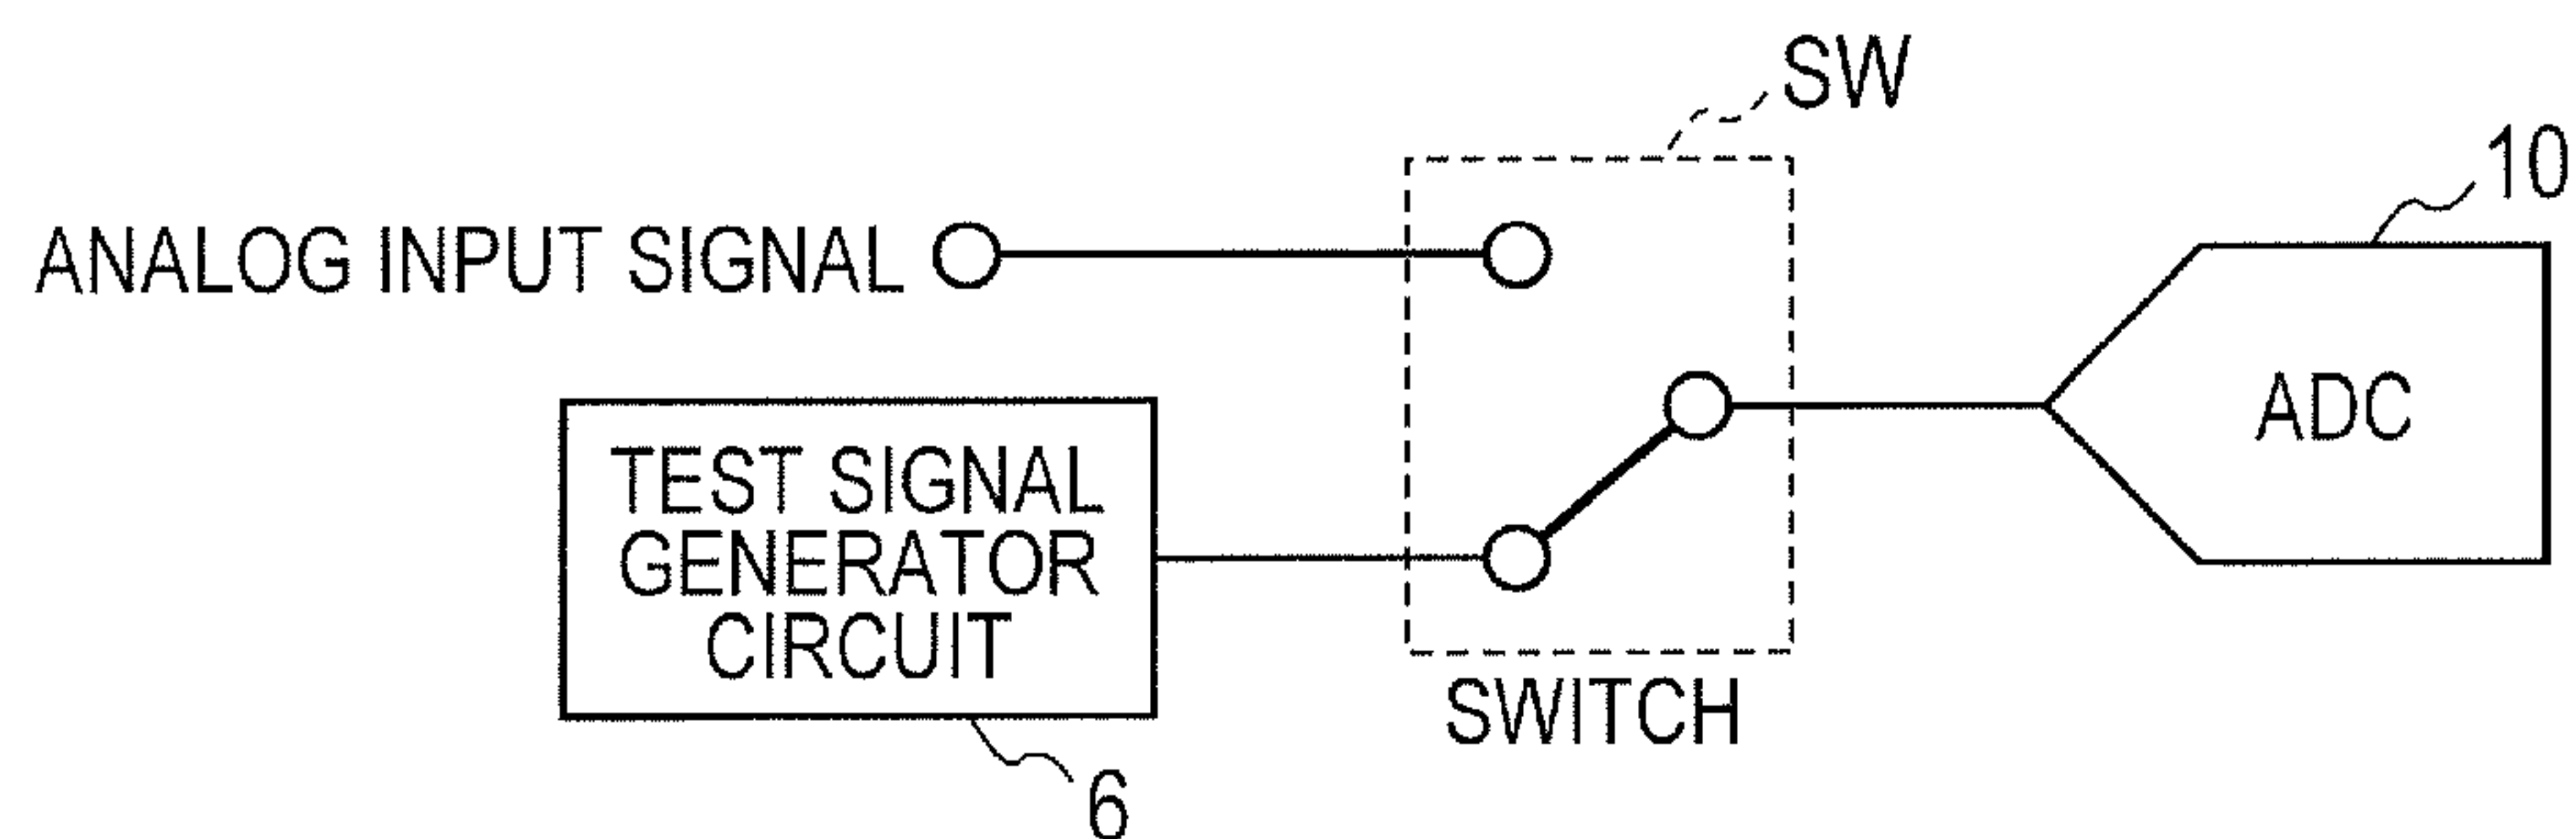 SW
10
ANALOG INPUT SIGNAL
ADC
TEST SIGNAL
GENERATOR
CIRCUIT
SWITCH
6